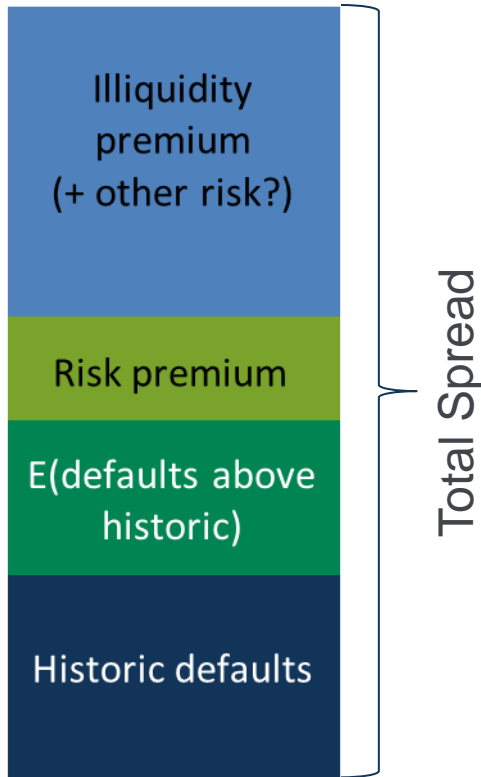 Illiquidity
premium
(+ other risk?)
Risk premium
E(defaults above
historic)
Historic defaults
Total Spread